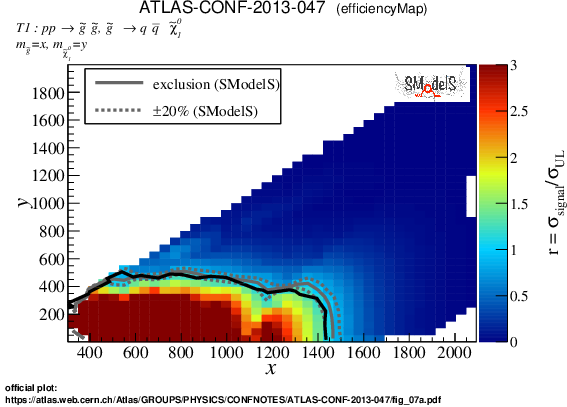 ATLAS-CONF-2013-047 (efficiencyMap)
T1 : pp → g̃ g̃, g̃ → q q̅ χ̃₁⁰
m_g̃=x, m_χ̃₁⁰=y
SModelS
exclusion (SModelS)
±20% (SModelS)
y
1800
1600
1400
1200
1000
800
600
400
200
400 600 800 1000 1200 1400 1600 1800 2000
x
3
2.5
2
1.5
1
0.5
0
r = σ_signal/σ_UL
official plot:
https://atlas.web.cern.ch/Atlas/GROUPS/PHYSICS/CONFNOTES/ATLAS-CONF-2013-047/fig_07a.pdf